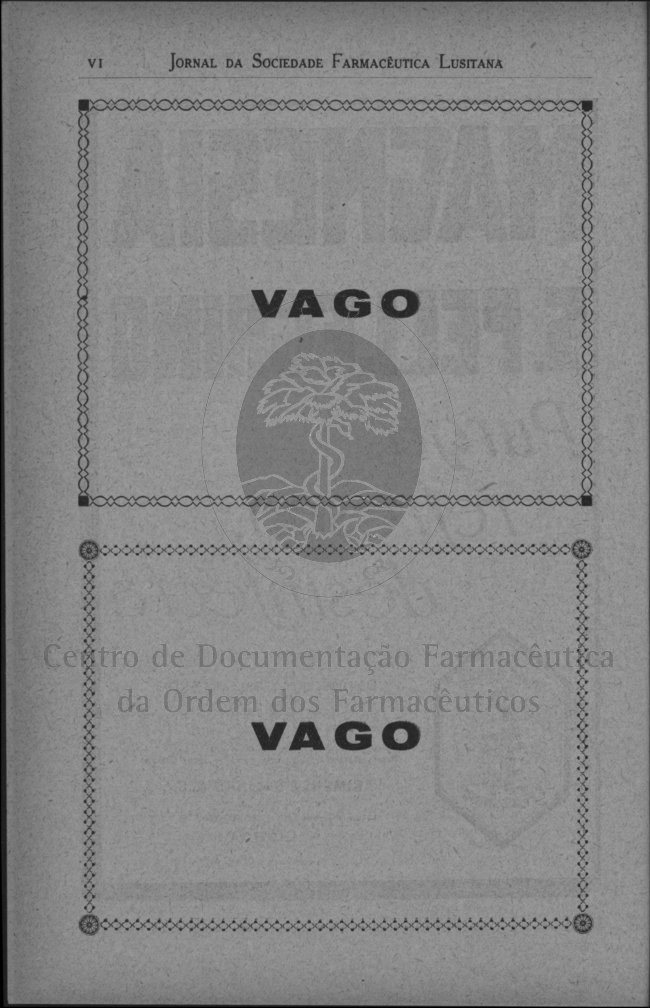 VI JORNAL DA SOCIEDADE FARMACÊUTICA LUSITANA
VAGO
Centro de Documentação Farmacêutica
da Ordem dos Farmacêuticos
VAGO